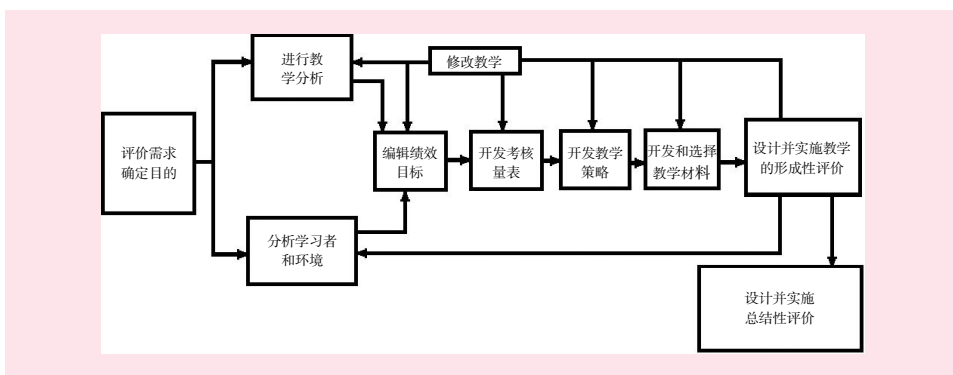 进行教
学分析
修改教学
评价需求
确定目的
编辑绩效
目标
开发考核
量表
开发教学
策略
开发和选择
教学材料
设计并实施教学
的形成性评价
分析学习者
和环境
设计并实施
总结性评价